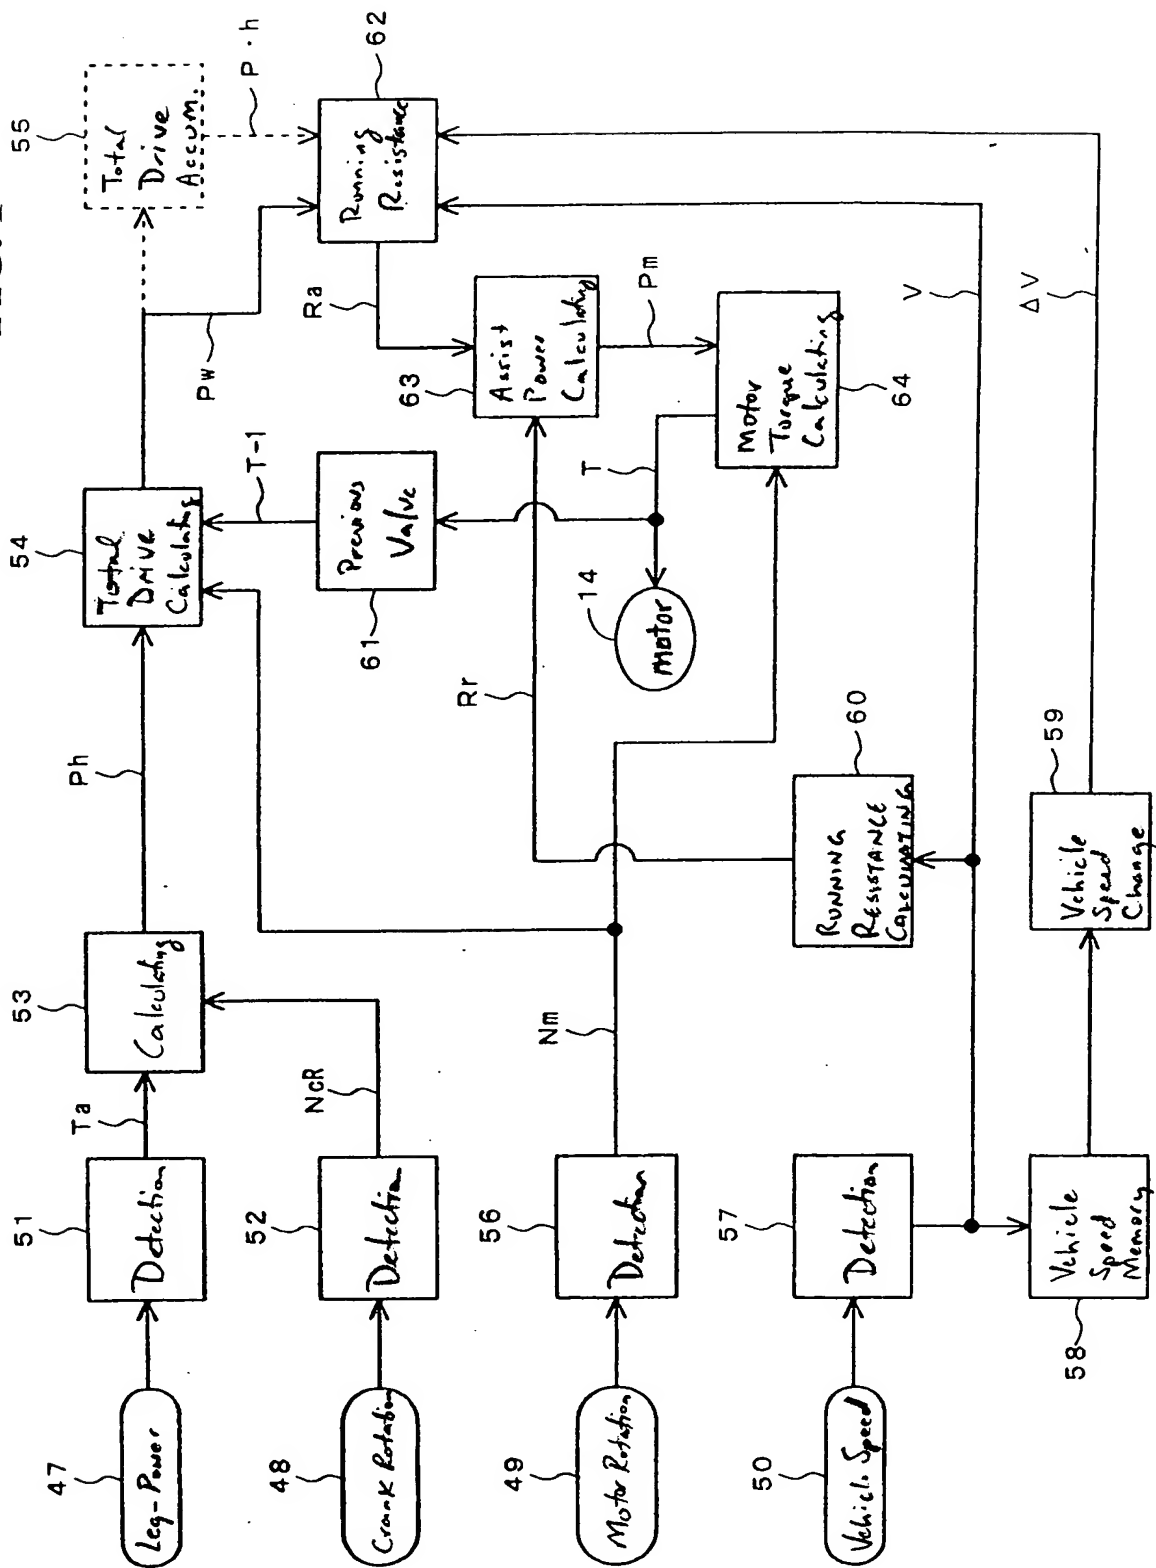 47
Leg-Power
51
Detection
Ta
53
Calculating
Ph
54
Total
Drive
Calculating
Pw
55
Total
Drive
Accum.
P·h
48
Crank Rotation
52
Detection
NcR
61
Previous
Value
T-1
Ra
62
Running
Resistance
49
Motor Rotation
56
Detection
Nm
Rr
14
Motor
T
63
Assist
Power
Calculating
Pm
64
Motor
Torque
Calculating
50
Vehicle Speed
57
Detection
60
RUNNING
RESISTANCE
CALCULATING
V
58
Vehicle
Speed
Memory
59
Vehicle
Speed
Change
ΔV